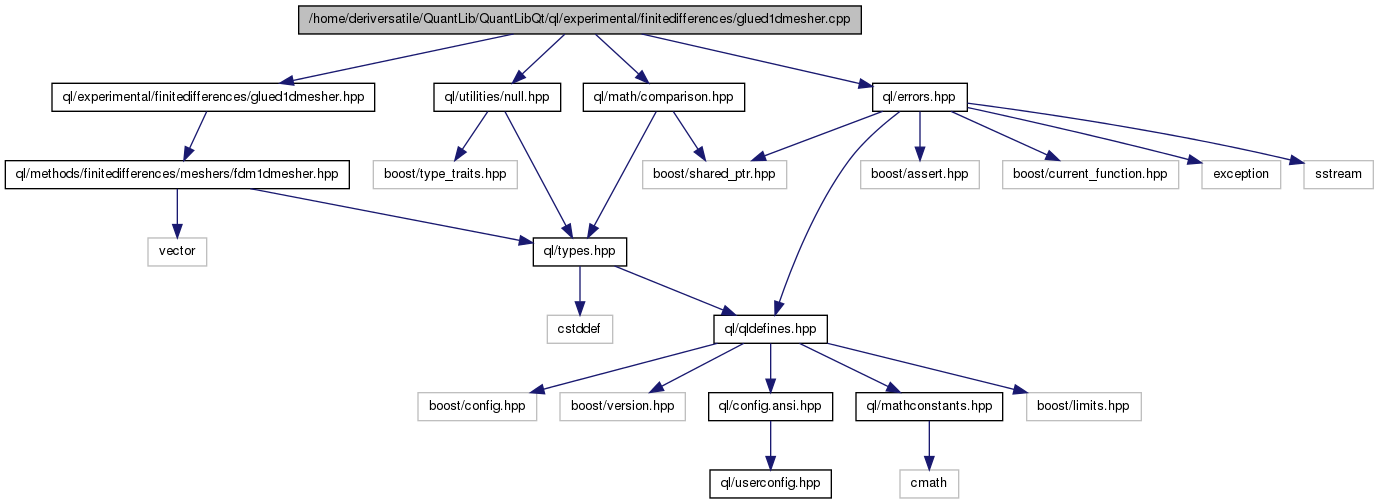 /home/deriversatile/QuantLib/QuantLibQt/ql/experimental/finitedifferences/glued1dmesher.cpp
ql/experimental/finitedifferences/glued1dmesher.hpp
ql/utilities/null.hpp
ql/math/comparison.hpp
ql/errors.hpp
ql/methods/finitedifferences/meshers/fdm1dmesher.hpp
boost/type_traits.hpp
boost/shared_ptr.hpp
boost/assert.hpp
boost/current_function.hpp
exception
sstream
vector
ql/types.hpp
cstddef
ql/qldefines.hpp
boost/config.hpp
boost/version.hpp
ql/config.ansi.hpp
ql/mathconstants.hpp
boost/limits.hpp
ql/userconfig.hpp
cmath